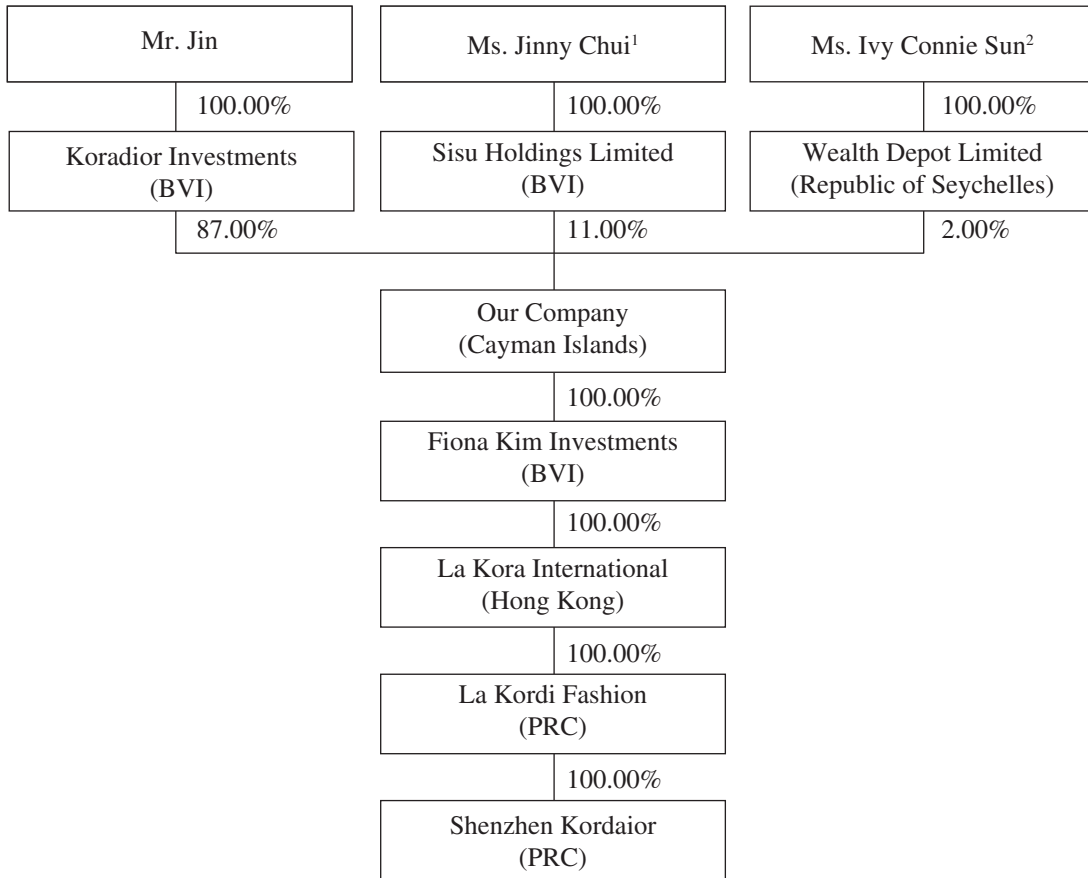 Mr. Jin
Ms. Jinny Chui¹
Ms. Ivy Connie Sun²
100.00%
100.00%
100.00%
Koradior Investments
(BVI)
Sisu Holdings Limited
(BVI)
Wealth Depot Limited
(Republic of Seychelles)
87.00%
11.00%
2.00%
Our Company
(Cayman Islands)
100.00%
Fiona Kim Investments
(BVI)
100.00%
La Kora International
(Hong Kong)
100.00%
La Kordi Fashion
(PRC)
100.00%
Shenzhen Kordaior
(PRC)